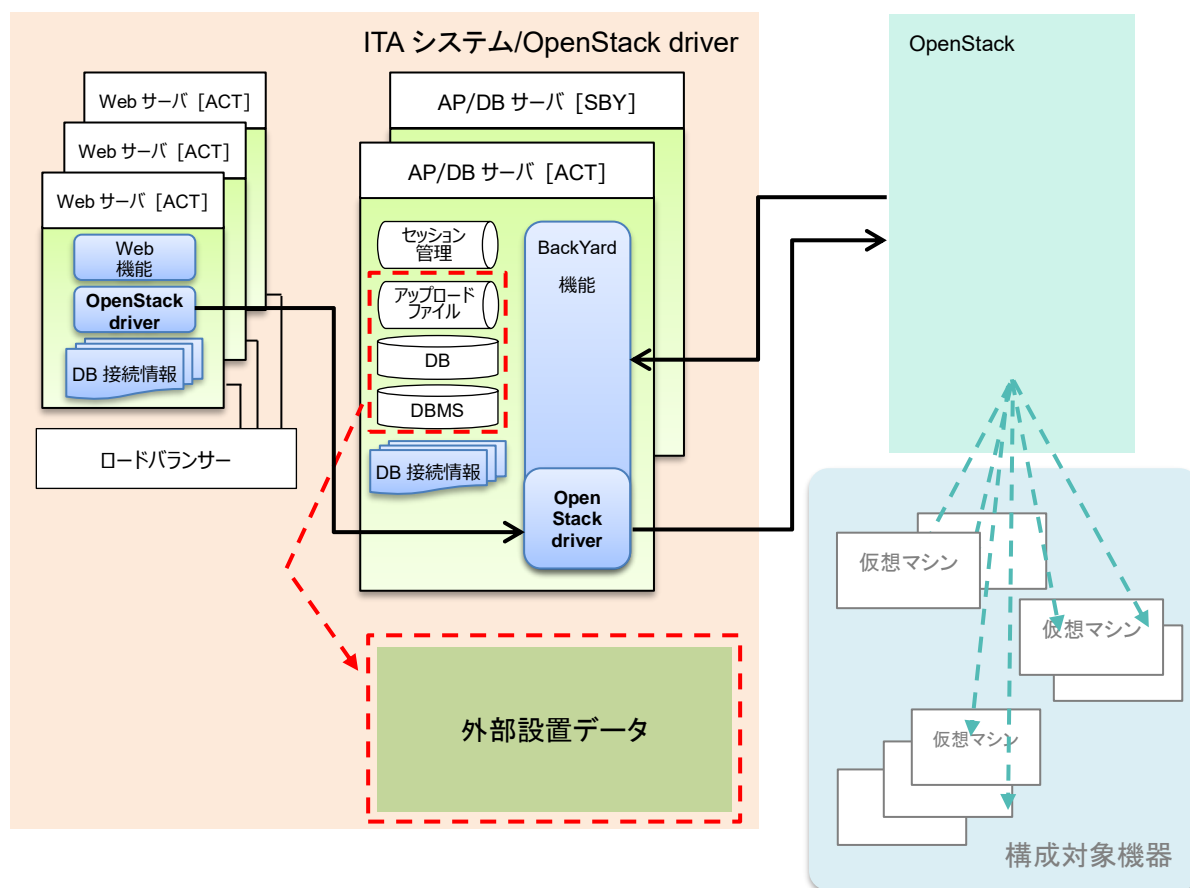 ITA システム/OpenStack driver
OpenStack
Web サーバ [ACT]
Web サーバ [ACT]
Web サーバ [ACT]
Web
機能
OpenStack
driver
DB 接続情報
ロードバランサー
AP/DB サーバ [SBY]
AP/DB サーバ [ACT]
セッション
管理
アップロード
ファイル
DB
DBMS
DB 接続情報
BackYard
機能
Open
Stack
driver
外部設置データ
仮想マシン
仮想マシン
仮想マシン
構成対象機器